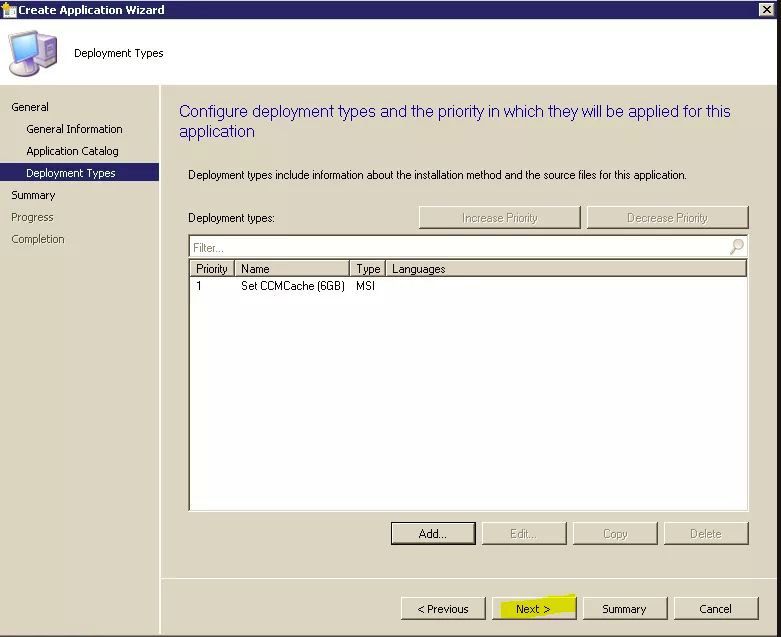 Create Application Wizard
Deployment Types
General
General Information
Application Catalog
Deployment Types
Summary
Progress
Completion
Configure deployment types and the priority in which they will be applied for this
application
Deployment types include information about the installation method and the source files for this application.
Deployment types:
Increase Priority
Decrease Priority
Filter...
Priority Name Type Languages
1 Set CCMCache (6GB) MSI
Add... Edit... Copy Delete
< Previous Next > Summary Cancel